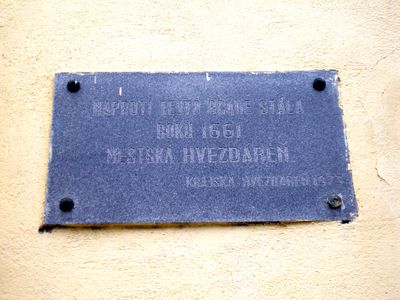 NAPROTI TEJTO BRÁNE STÁLA
ROKU 1661
MESTSKÁ HVEZDÁREŇ.
KRAJSKÁ HVEZDÁREŇ